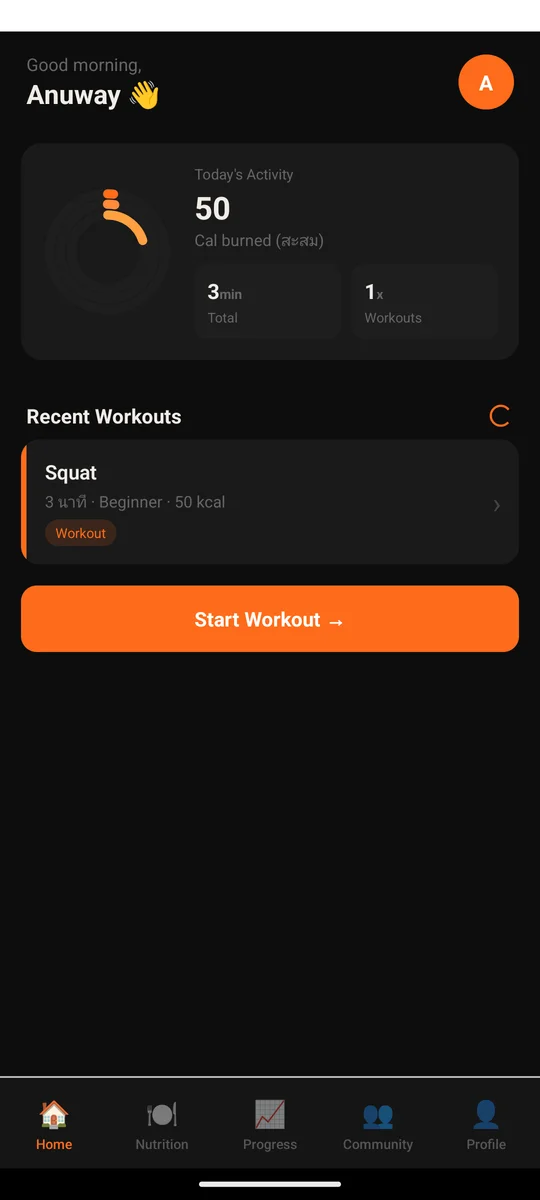 Good morning,
Anuway 👋
A
Today's Activity
50
Cal burned (สะสม)
3min
Total
1x
Workouts
Recent Workouts
Squat
3 นาที · Beginner · 50 kcal
Workout
Start Workout →
Home
Nutrition
Progress
Community
Profile